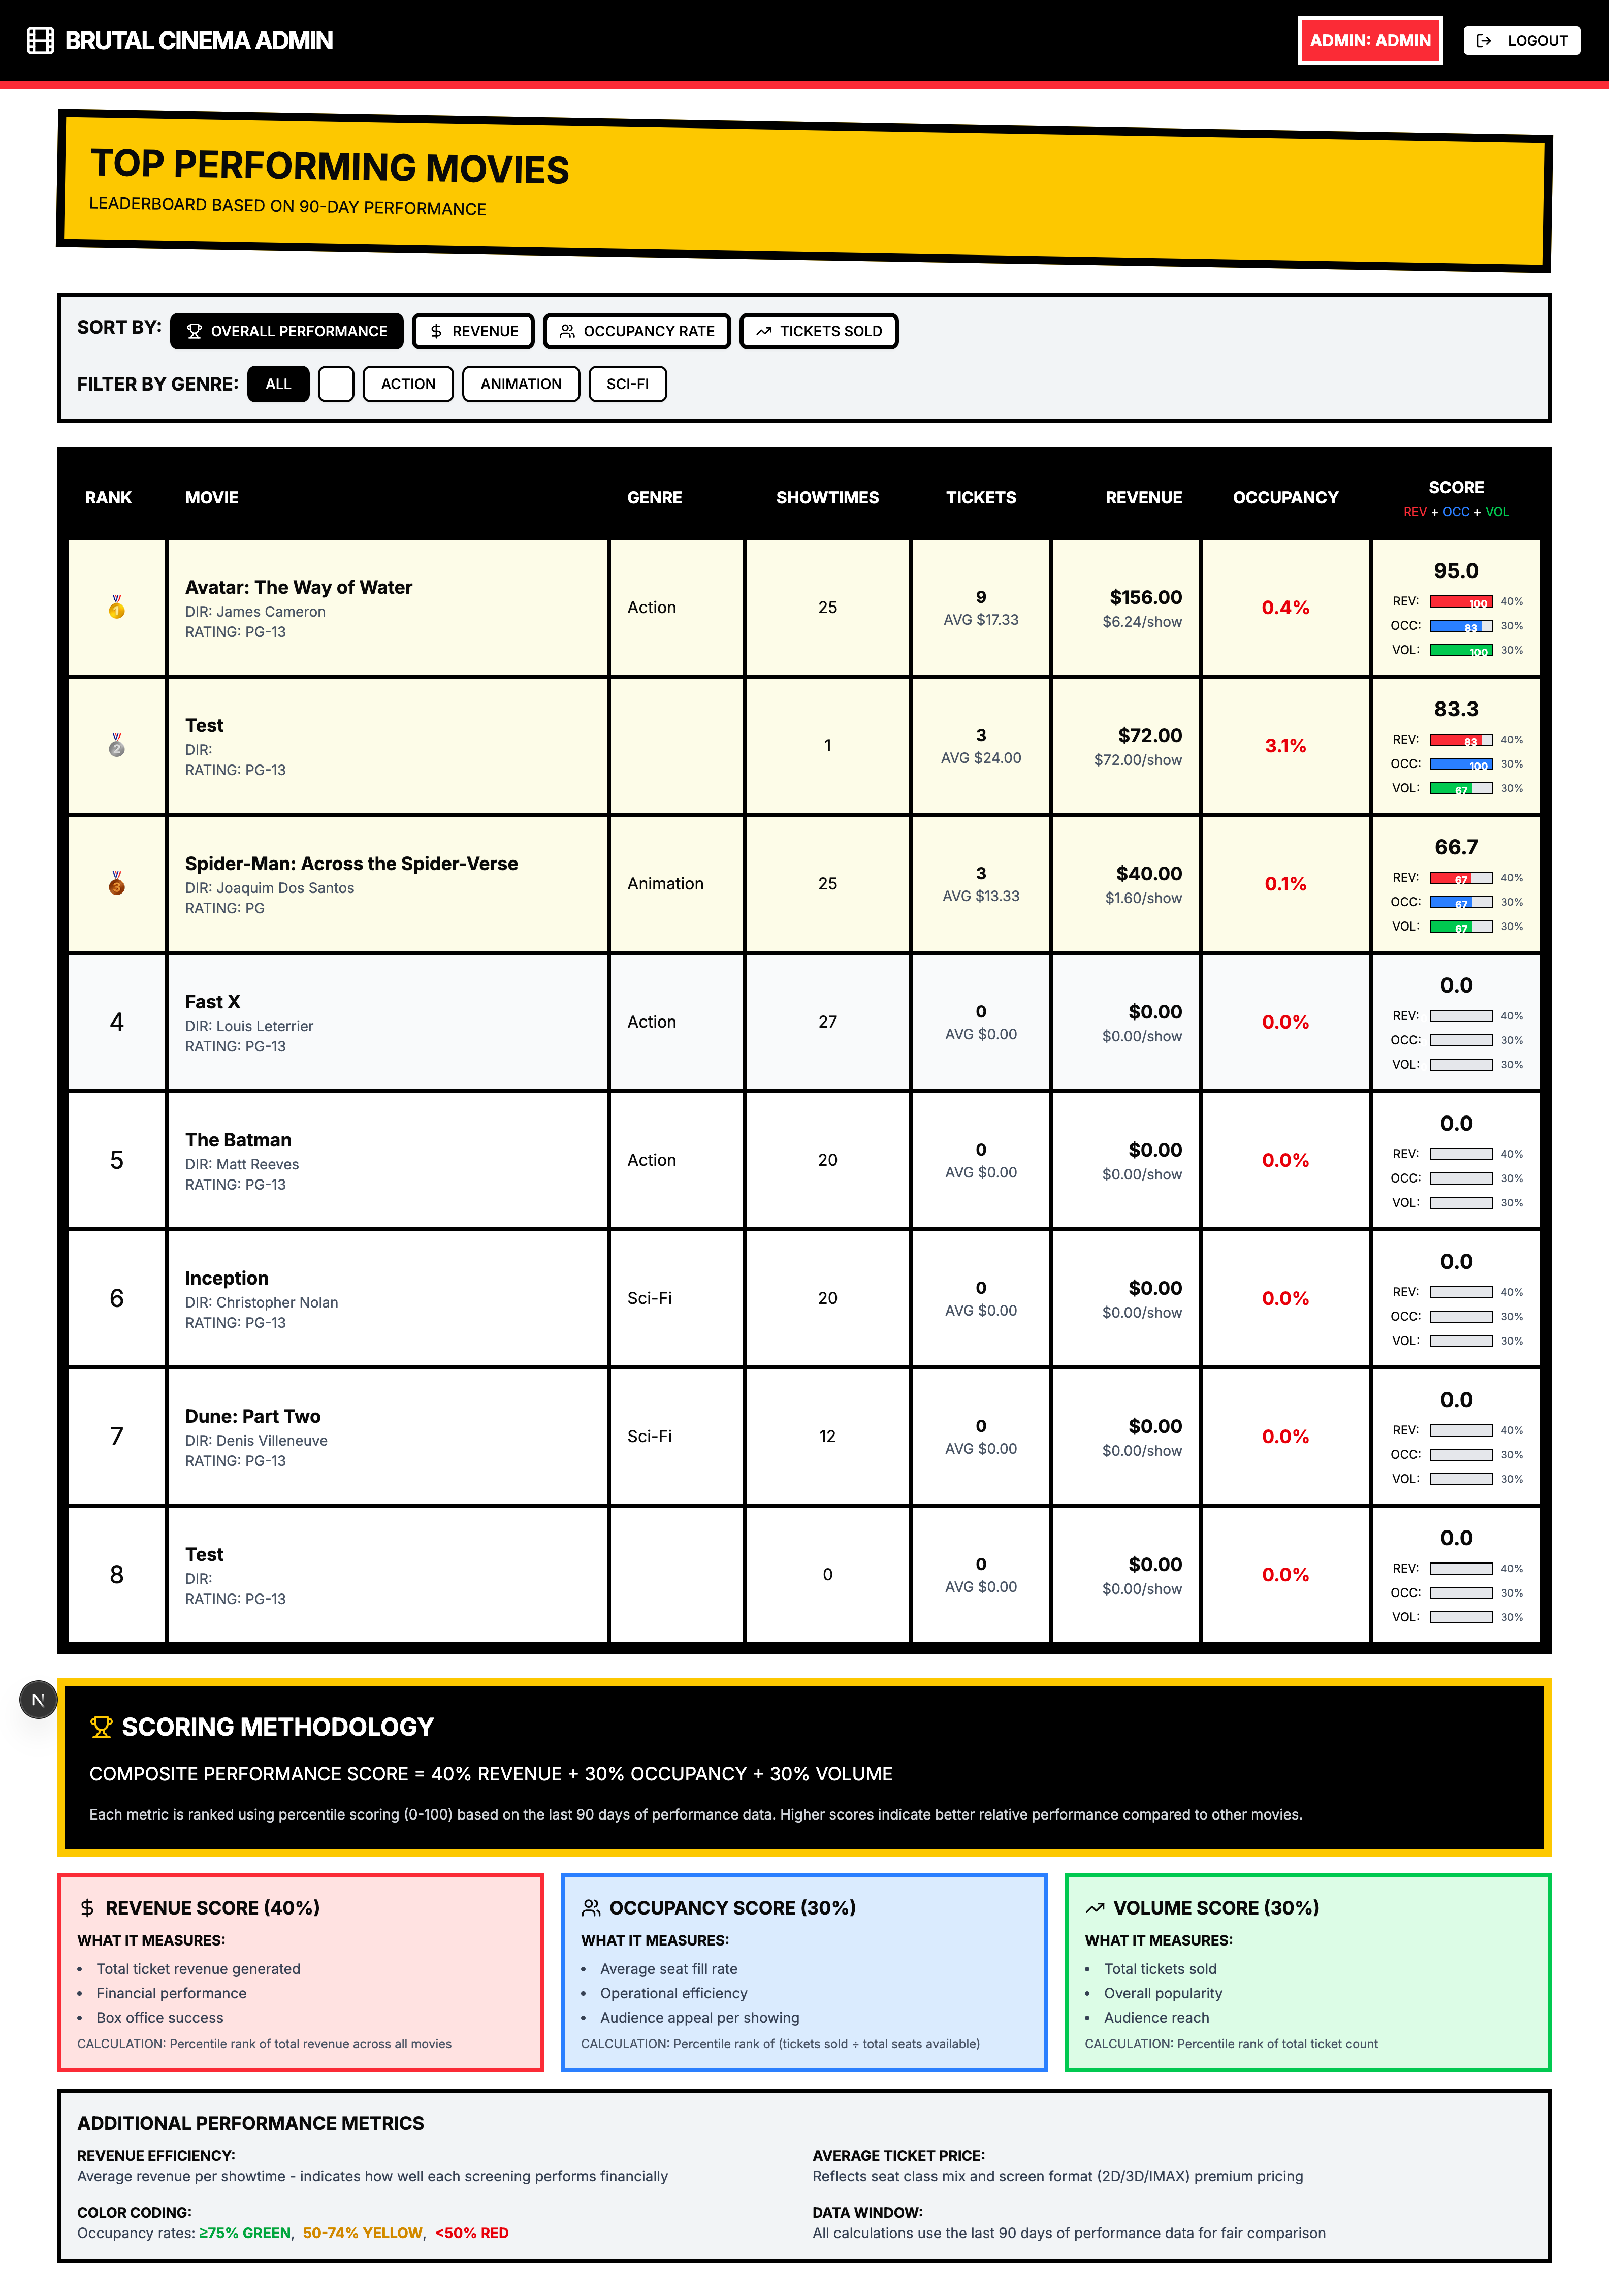 BRUTAL CINEMA ADMIN
ADMIN: ADMIN
LOGOUT
TOP PERFORMING MOVIES
LEADERBOARD BASED ON 90-DAY PERFORMANCE
SORT BY: OVERALL PERFORMANCE REVENUE OCCUPANCY RATE TICKETS SOLD
FILTER BY GENRE: ALL ACTION ANIMATION SCI-FI
RANK MOVIE GENRE SHOWTIMES TICKETS REVENUE OCCUPANCY SCORE
REV + OCC + VOL
1
Avatar: The Way of Water
DIR: James Cameron
RATING: PG-13
Action
25
9
AVG $17.33
$156.00
$6.24/show
0.4%
95.0
REV: 100 40%
OCC: 83 30%
VOL: 100 30%
2
Test
DIR:
RATING: PG-13
1
3
AVG $24.00
$72.00
$72.00/show
3.1%
83.3
REV: 83 40%
OCC: 100 30%
VOL: 67 30%
3
Spider-Man: Across the Spider-Verse
DIR: Joaquim Dos Santos
RATING: PG
Animation
25
3
AVG $13.33
$40.00
$1.60/show
0.1%
66.7
REV: 67 40%
OCC: 67 30%
VOL: 67 30%
4
Fast X
DIR: Louis Leterrier
RATING: PG-13
Action
27
0
AVG $0.00
$0.00
$0.00/show
0.0%
0.0
REV: 40%
OCC: 30%
VOL: 30%
5
The Batman
DIR: Matt Reeves
RATING: PG-13
Action
20
0
AVG $0.00
$0.00
$0.00/show
0.0%
0.0
REV: 40%
OCC: 30%
VOL: 30%
6
Inception
DIR: Christopher Nolan
RATING: PG-13
Sci-Fi
20
0
AVG $0.00
$0.00
$0.00/show
0.0%
0.0
REV: 40%
OCC: 30%
VOL: 30%
7
Dune: Part Two
DIR: Denis Villeneuve
RATING: PG-13
Sci-Fi
12
0
AVG $0.00
$0.00
$0.00/show
0.0%
0.0
REV: 40%
OCC: 30%
VOL: 30%
8
Test
DIR:
RATING: PG-13
0
0
AVG $0.00
$0.00
$0.00/show
0.0%
0.0
REV: 40%
OCC: 30%
VOL: 30%
N
SCORING METHODOLOGY
COMPOSITE PERFORMANCE SCORE = 40% REVENUE + 30% OCCUPANCY + 30% VOLUME
Each metric is ranked using percentile scoring (0-100) based on the last 90 days of performance data. Higher scores indicate better relative performance compared to other movies.
$ REVENUE SCORE (40%)
WHAT IT MEASURES:
• Total ticket revenue generated
• Financial performance
• Box office success
CALCULATION: Percentile rank of total revenue across all movies
OCCUPANCY SCORE (30%)
WHAT IT MEASURES:
• Average seat fill rate
• Operational efficiency
• Audience appeal per showing
CALCULATION: Percentile rank of (tickets sold ÷ total seats available)
VOLUME SCORE (30%)
WHAT IT MEASURES:
• Total tickets sold
• Overall popularity
• Audience reach
CALCULATION: Percentile rank of total ticket count
ADDITIONAL PERFORMANCE METRICS
REVENUE EFFICIENCY:
Average revenue per showtime - indicates how well each screening performs financially
AVERAGE TICKET PRICE:
Reflects seat class mix and screen format (2D/3D/IMAX) premium pricing
COLOR CODING:
Occupancy rates: ≥75% GREEN, 50-74% YELLOW, <50% RED
DATA WINDOW:
All calculations use the last 90 days of performance data for fair comparison